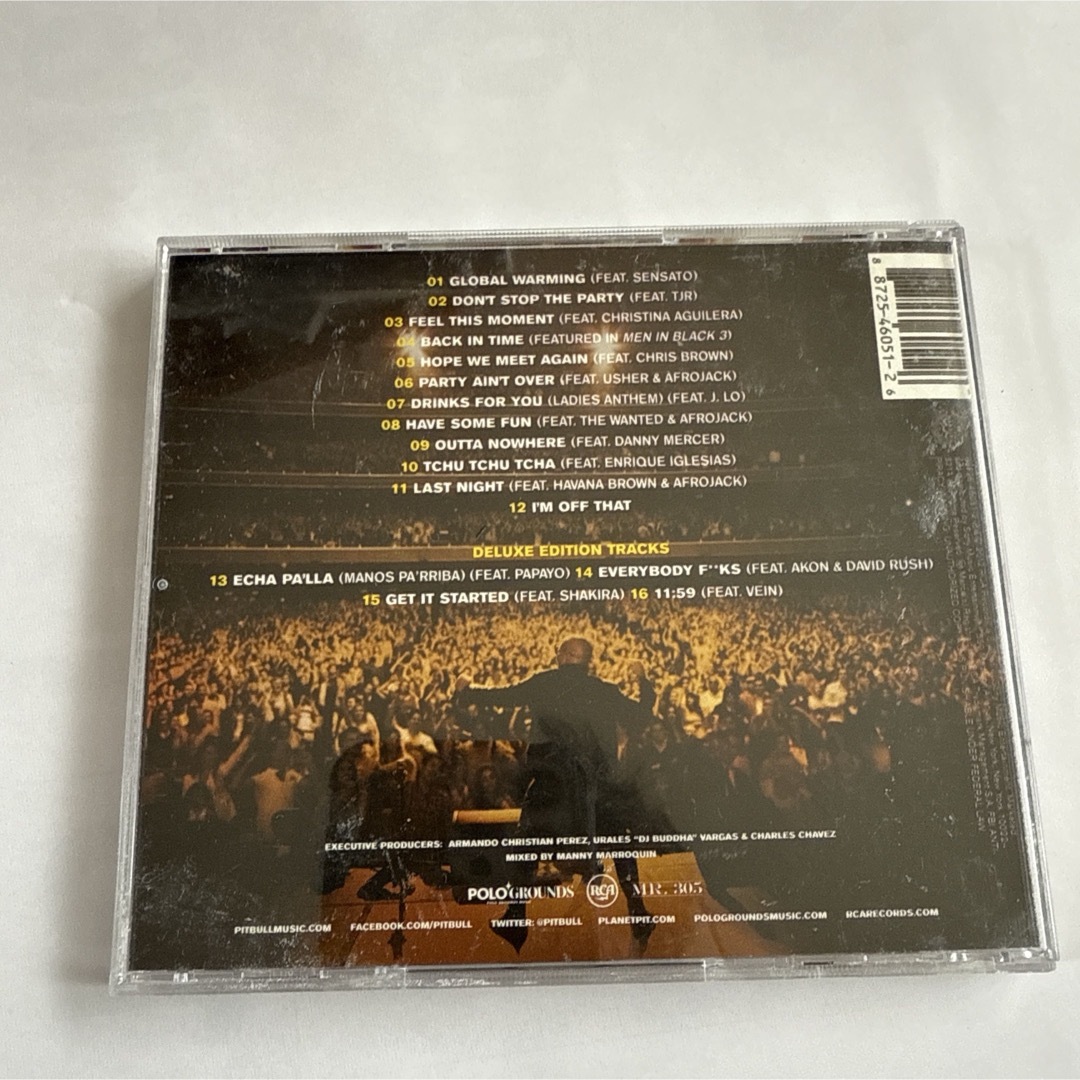 01 GLOBAL WARMING (FEAT. SENSATO)
02 DON'T STOP THE PARTY (FEAT. TJR)
03 FEEL THIS MOMENT (FEAT. CHRISTINA AGUILERA)
04 BACK IN TIME (FEATURED IN MEN IN BLACK 3)
05 HOPE WE MEET AGAIN (FEAT. CHRIS BROWN)
06 PARTY AIN'T OVER (FEAT. USHER & AFROJACK)
07 DRINKS FOR YOU (LADIES ANTHEM) (FEAT. J. LO)
08 HAVE SOME FUN (FEAT. THE WANTED & AFROJACK)
09 OUTTA NOWHERE (FEAT. DANNY MERCER)
10 TCHU TCHU TCHA (FEAT. ENRIQUE IGLESIAS)
11 LAST NIGHT (FEAT. HAVANA BROWN & AFROJACK)
12 I'M OFF THAT
DELUXE EDITION TRACKS
13 ECHA PA'LLA (MANOS PA'RRIBA) (FEAT. PAPAYO) 14 EVERYBODY F**KS (FEAT. AKON & DAVID RUSH)
15 GET IT STARTED (FEAT. SHAKIRA) 16 11:59 (FEAT. VEIN)
8 8725-46051-2 6
EXECUTIVE PRODUCERS: ARMANDO CHRISTIAN PEREZ, URALES "DJ BUDDHA" VARGAS & CHARLES CHAVEZ
MIXED BY MANNY MARROQUIN
POLO GROUNDS RCA MR. 305
PITBULLMUSIC.COM FACEBOOK.COM/PITBULL TWITTER: @PITBULL PLANETPIT.COM POLOGROUNDSMUSIC.COM RCARECORDS.COM